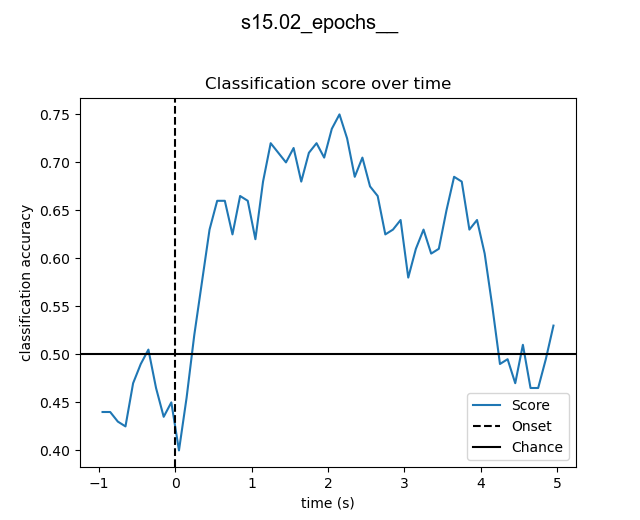 s15.02_epochs__
Classification score over time
classification accuracy
0.75
0.70
0.65
0.60
0.55
0.50
0.45
0.40
−1
0
1
2
3
4
5
time (s)
Score
Onset
Chance